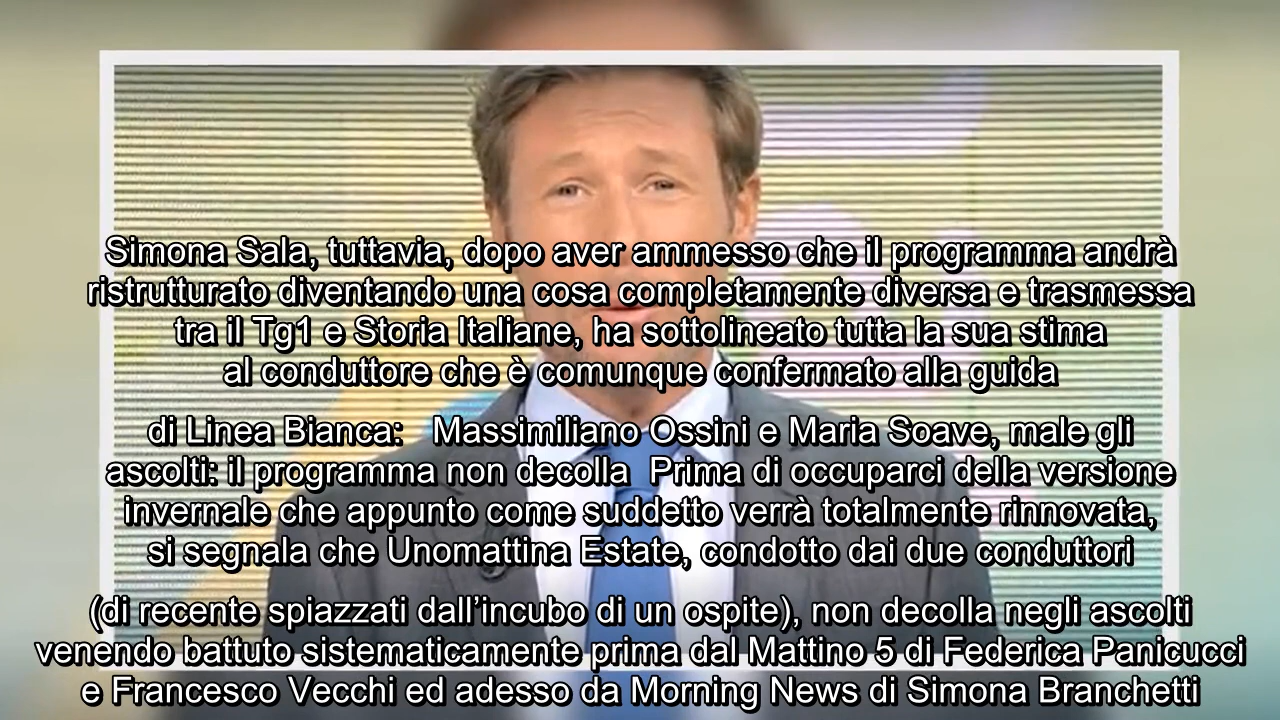 Simona Sala, tuttavia, dopo aver ammesso che il programma andrà
ristrutturato diventando una cosa completamente diversa e trasmessa
tra il Tg1 e Storia Italiane, ha sottolineato tutta la sua stima
al conduttore che è comunque confermato alla guida
di Linea Bianca:   Massimiliano Ossini e Maria Soave, male gli
ascolti: il programma non decolla  Prima di occuparci della versione
invernale che appunto come suddetto verrà totalmente rinnovata,
si segnala che Unomattina Estate, condotto dai due conduttori
(di recente spiazzati dall’incubo di un ospite), non decolla negli ascolti
venendo battuto sistematicamente prima dal Mattino 5 di Federica Panicucci
e Francesco Vecchi ed adesso da Morning News di Simona Branchetti